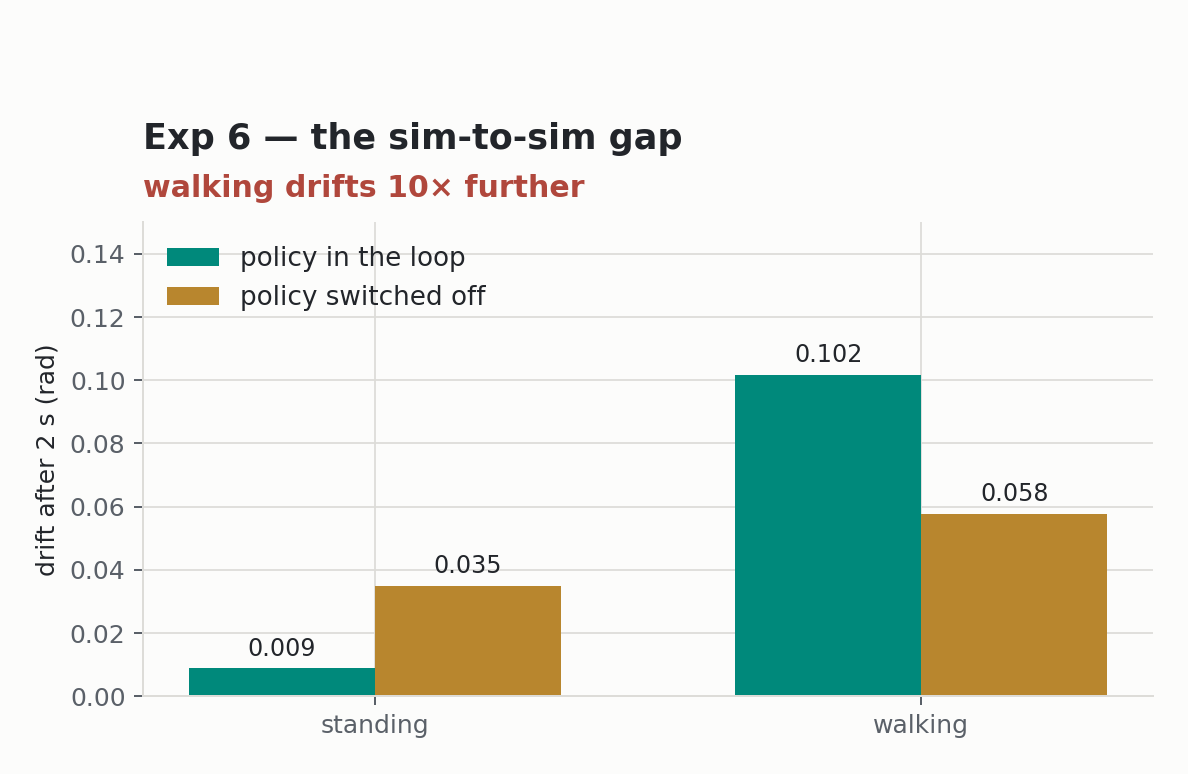 Exp 6 — the sim-to-sim gap
walking drifts 10× further
policy in the loop
policy switched off
drift after 2 s (rad)
0.14
0.12
0.10
0.08
0.06
0.04
0.02
0.00
0.009
0.035
0.102
0.058
standing
walking